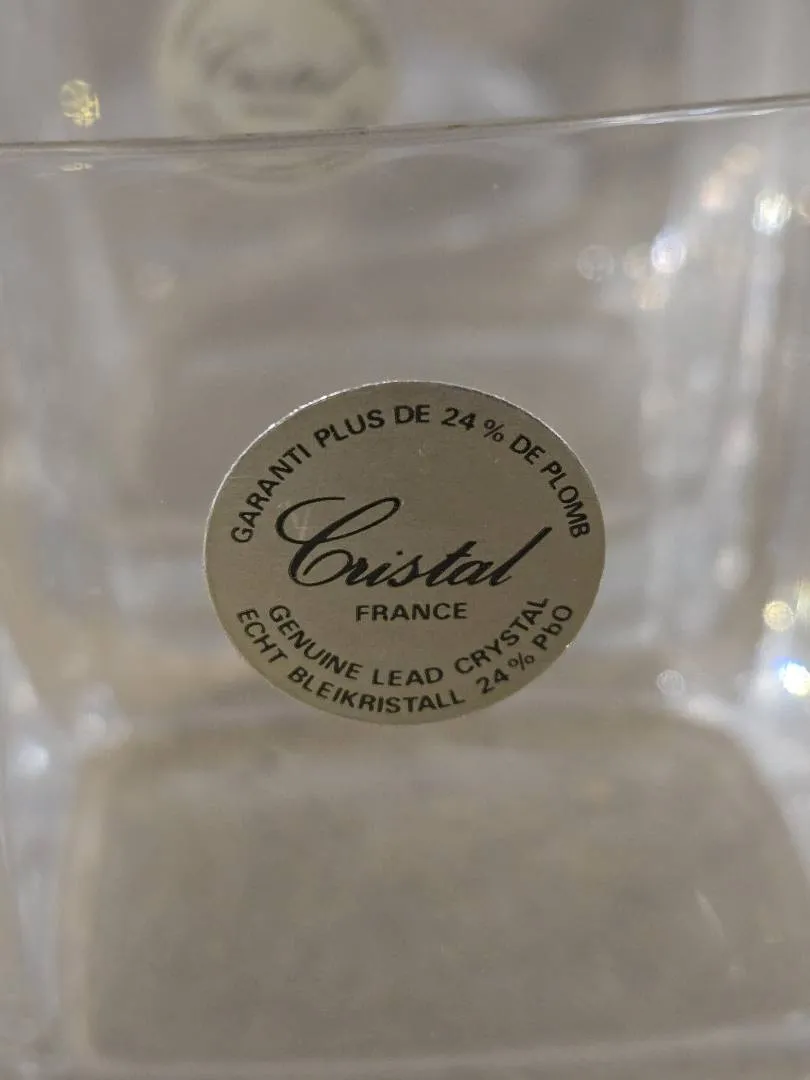 GARANTI PLUS DE 24 % DE PLOMB
Cristal
FRANCE
GENUINE LEAD CRYSTAL
ECHT BLEIKRISTALL 24 % PbO